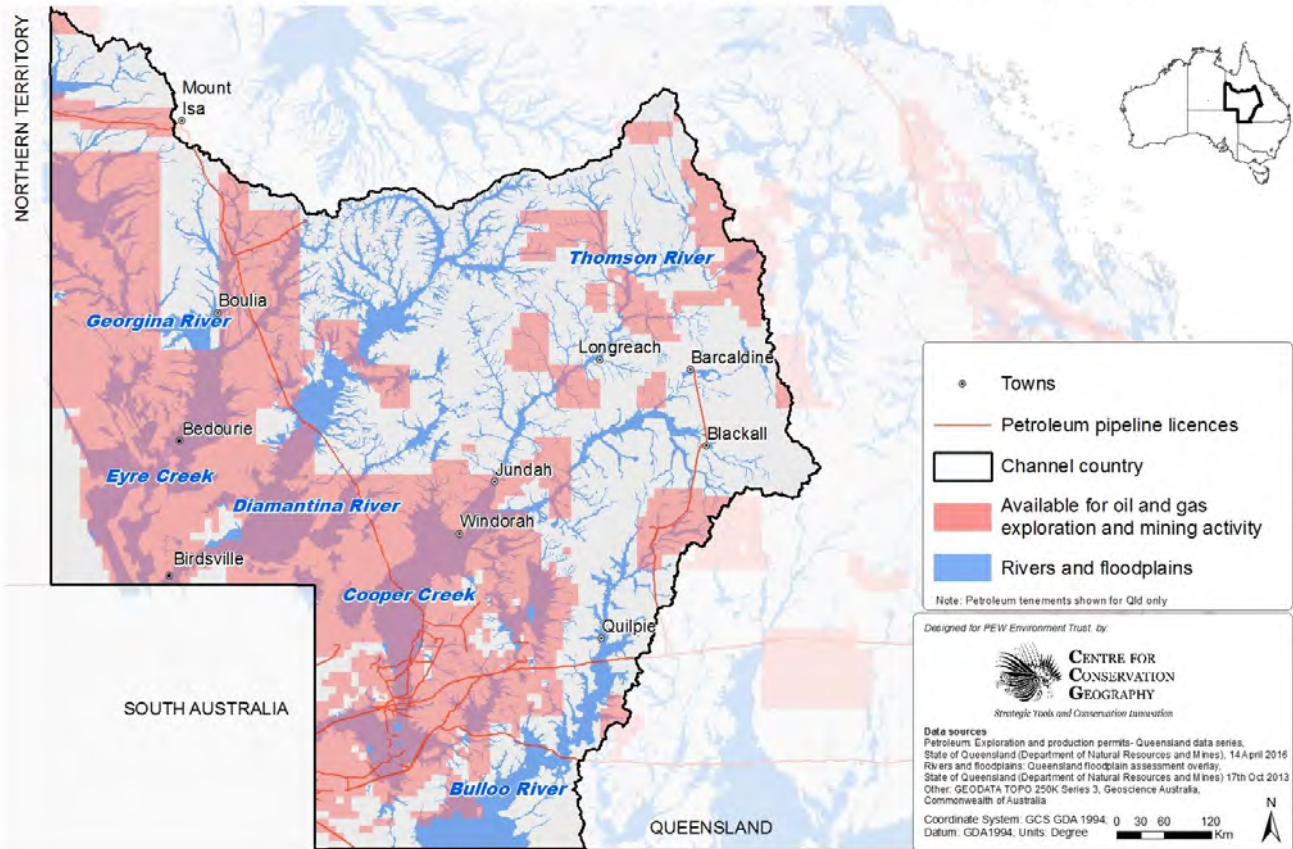 NORTHERN TERRITORY
Mount
Isa
Thomson River
Boulia
Georgina River
Longreach
Barcaldine
Bedourie
Blackall
Eyre Creek
Jundah
Diamantina River
Windorah
Birdsville
Cooper Creek
Quilpie
SOUTH AUSTRALIA
Bulloo River
QUEENSLAND
Towns
Petroleum pipeline licences
Channel country
Available for oil and gas
exploration and mining activity
Rivers and floodplains
Note: Petroleum tenements shown for Qld only
Designed for PEW Environment Trust. by:
CENTRE FOR
CONSERVATION
GEOGRAPHY
Strategic Tools and Conservation Innovation
Data sources
Petroleum: Exploration and production permits- Queensland data series,
State of Queensland (Department of Natural Resources and Mines), 14 April 2016
Rivers and floodplains: Queensland floodplain assessment overlay,
State of Queensland (Department of Natural Resources and Mines) 17th Oct 2013
Other: GEODATA TOPO 250K Series 3, Geoscience Australia,
Commonwealth of Australia
Coordinate System: GCS GDA 1994;
Datum: GDA1994; Units: Degree
0 30 60 120
Km
N